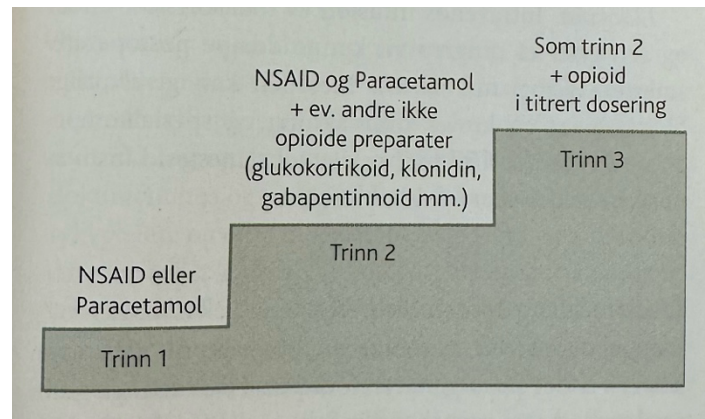 NSAID eller
Paracetamol
Trinn 1
NSAID og Paracetamol
+ ev. andre ikke
opioide preparater
(glukokortikoid, klonidin,
gabapentinnoid mm.)
Trinn 2
Som trinn 2
+ opioid
i titrert dosering
Trinn 3